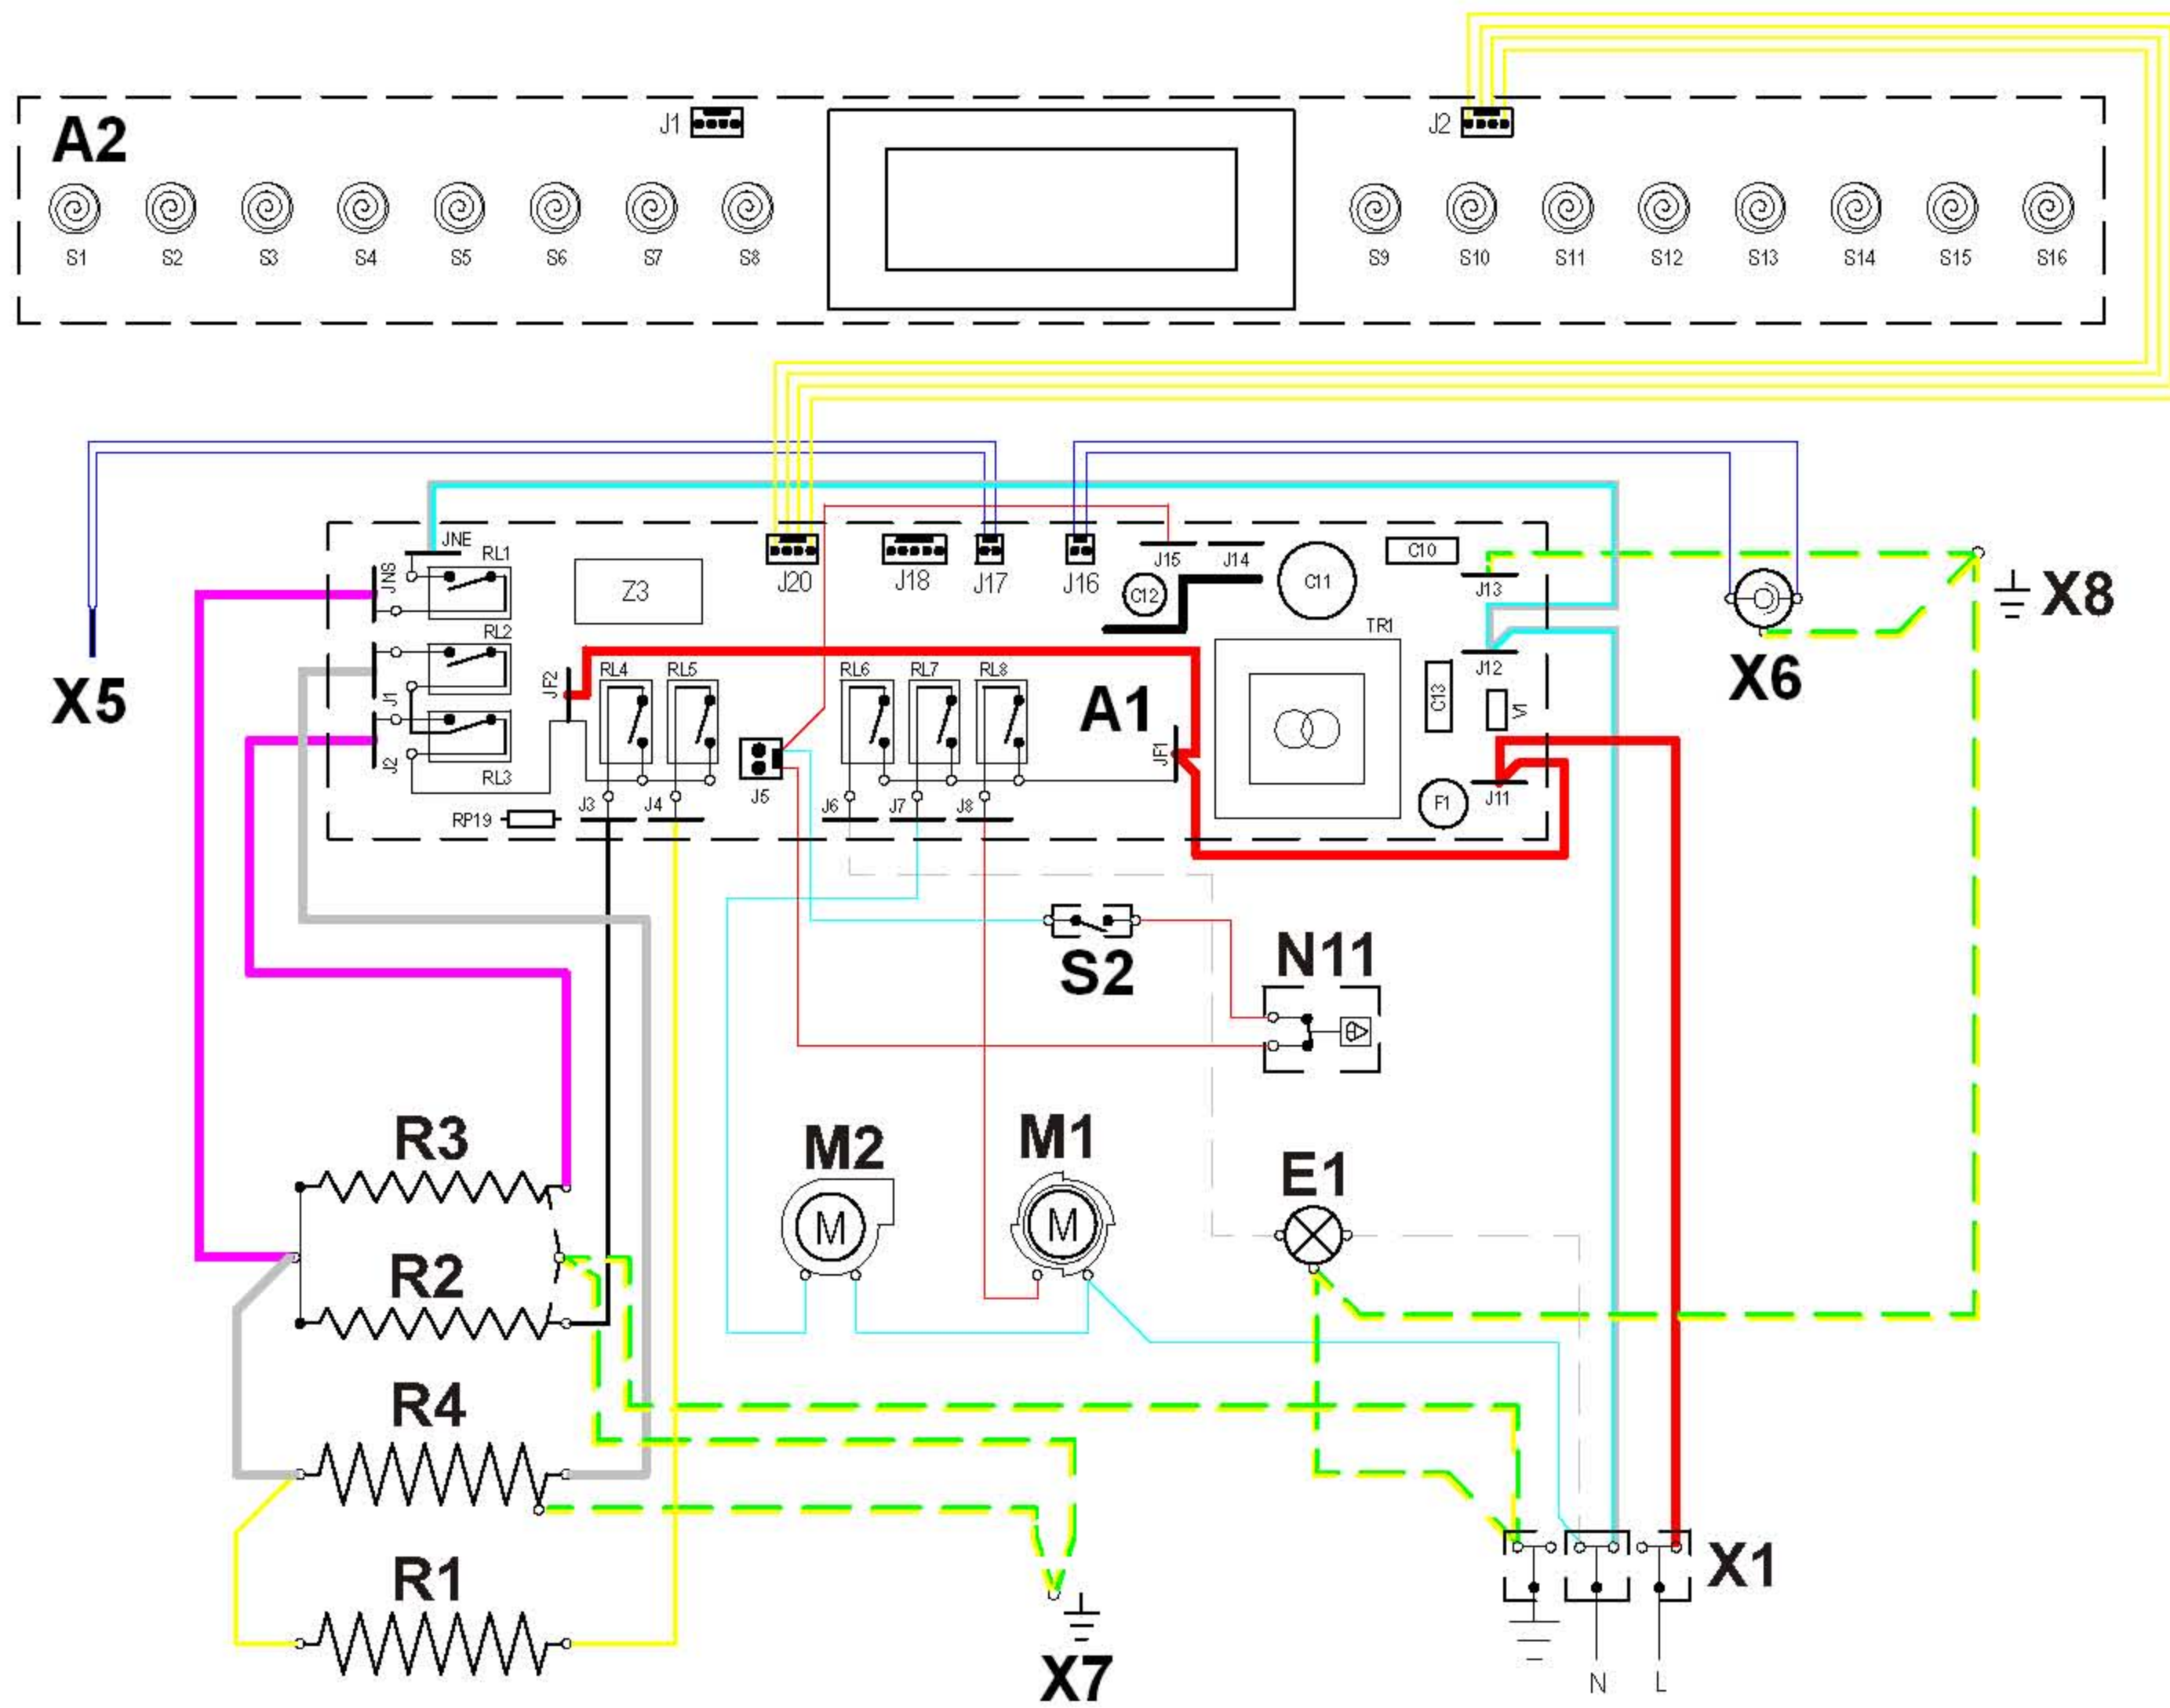 A2
J1
J2
S1 S2 S3 S4 S5 S6 S7 S8 S9 S10 S11 S12 S13 S14 S15 S16
X5
JNE
RL1
JNS
Z3
J20
J18
J17
J16
J15
J14
C12
C11
C10
J13
X8
X6
RL2
J1
J2
RL3
JF2
RL4
RL5
RL6
RL7
RL8
A1
JF1
TR1
C13
V1
J12
J11
F1
RP19
J3
J4
J5
J6
J7
J8
S2
N11
R3
M2
M
M1
M
E1
R2
R4
R1
X7
X1
N
L